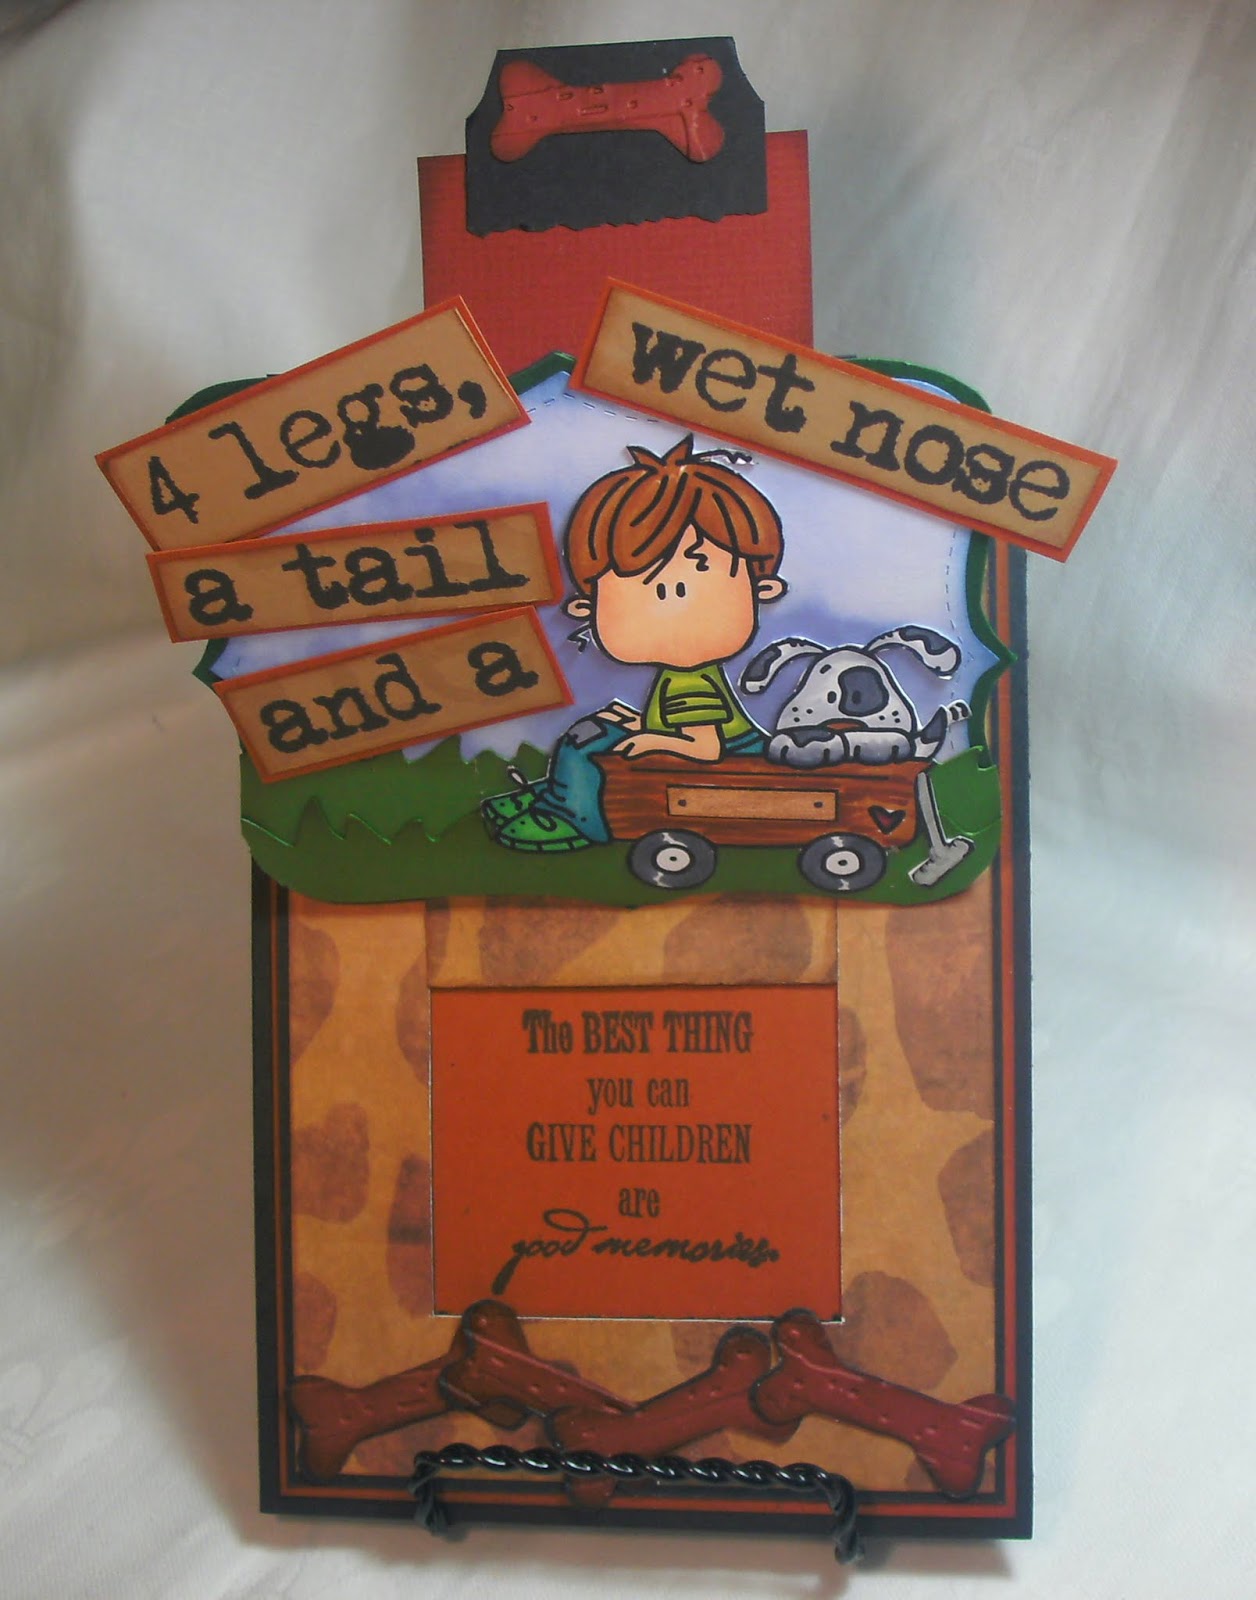 4 legs,
a tail
and a
wet nose
The BEST THING
you can
GIVE CHILDREN
are
good memories.